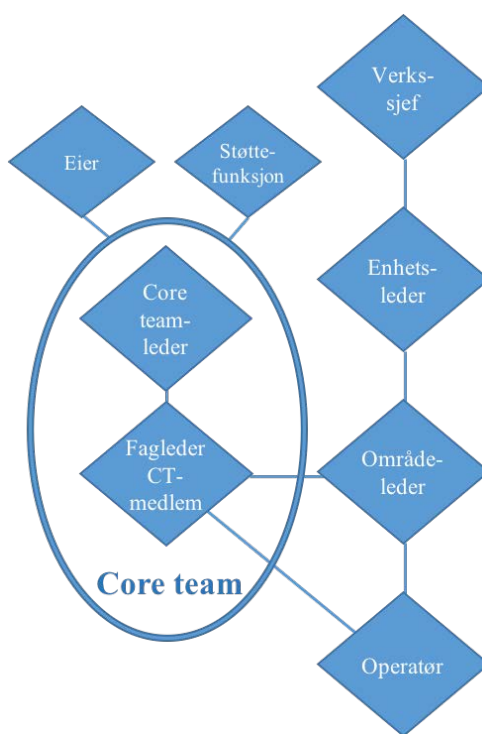 Verks-
sjef
Eier
Støtte-
funksjon
Enhets-
leder
Core
team-
leder
Fagleder
CT-
medlem
Område-
leder
Core team
Operatør